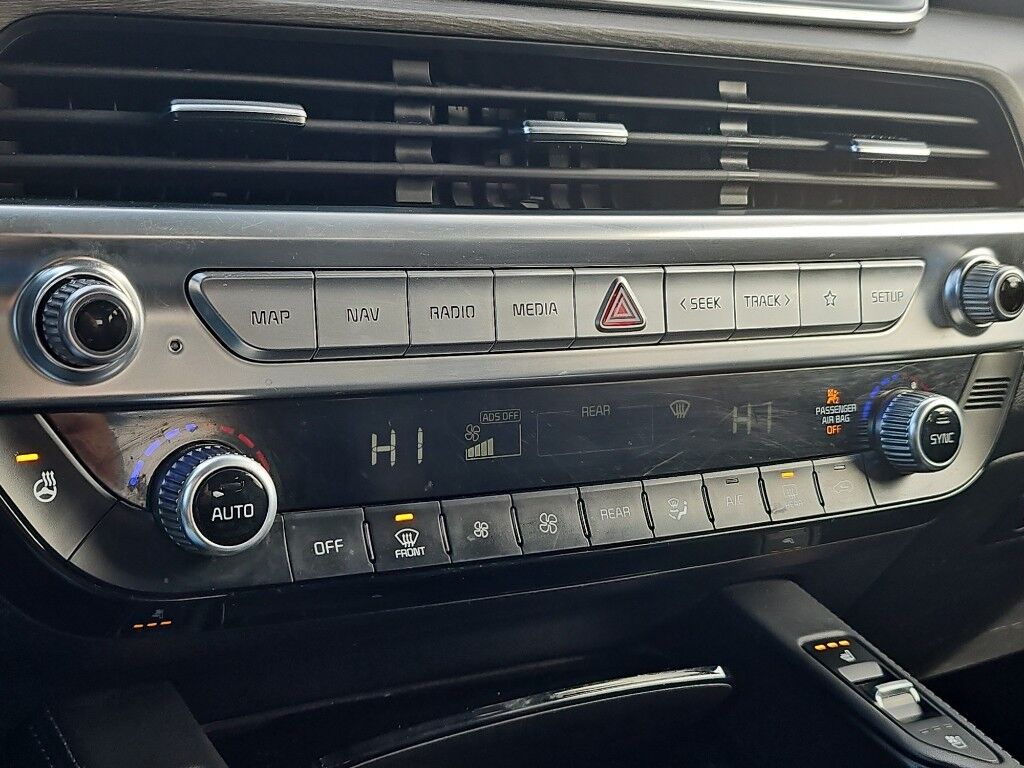 MAP
NAV
RADIO
MEDIA
< SEEK
TRACK >
SETUP
HI
ADS OFF
REAR
HI
PASSENGER
AIR BAG
OFF
SYNC
AUTO
OFF
FRONT
REAR
A/C
REAR